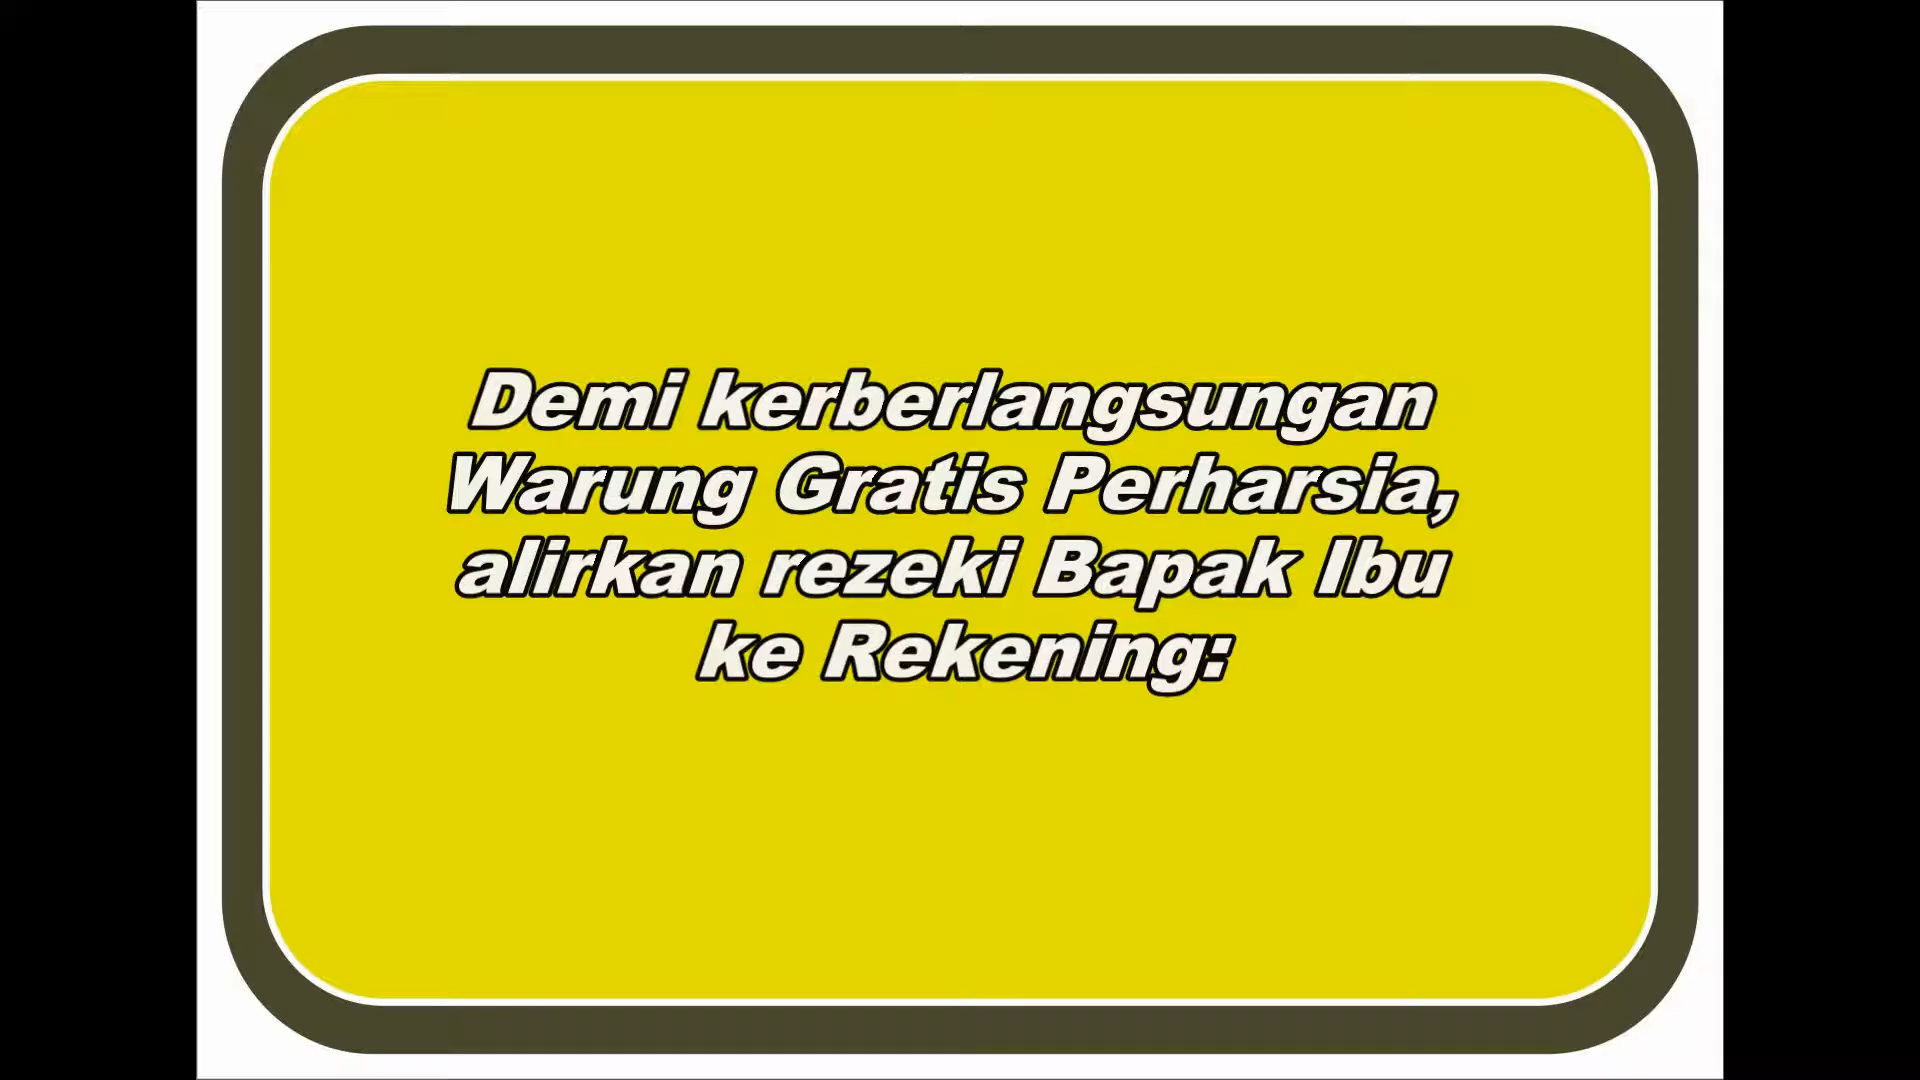 Demi kerberlangsungan
Warung Gratis Perharsia,
alirkan rezeki Bapak Ibu
ke Rekening: